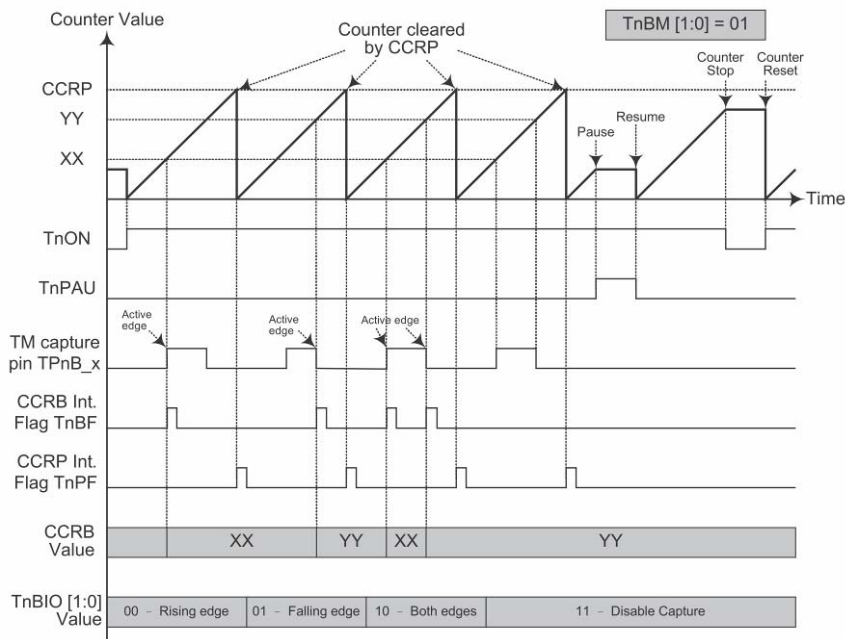 Counter Value
TnBM [1:0] = 01
Counter cleared
by CCRP
Counter
Stop
Counter
Reset
CCRP
YY
XX
Pause
Resume
Time
TnON
TnPAU
Active
edge
Active
edge
Active edge
TM capture
pin TPnB_x
CCRB Int.
Flag TnBF
CCRP Int.
Flag TnPF
CCRB
Value
XX
YY
XX
YY
TnBIO [1:0]
Value
00 – Rising edge
01 – Falling edge
10 – Both edges
11 – Disable Capture